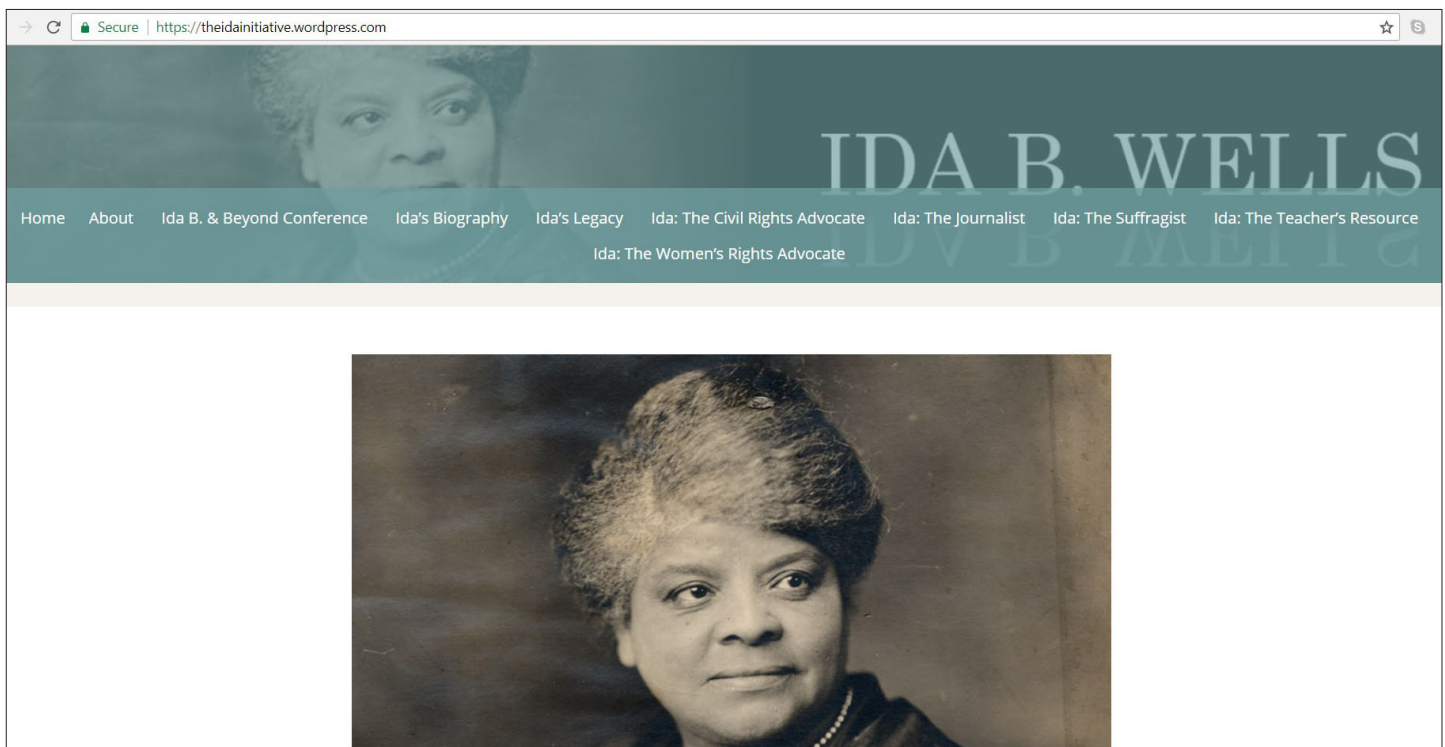 Secure | https://theidainitiative.wordpress.com
IDA B. WELLS
Home About Ida B. & Beyond Conference Ida’s Biography Ida’s Legacy Ida: The Civil Rights Advocate Ida: The Journalist Ida: The Suffragist Ida: The Teacher’s Resource
Ida: The Women’s Rights Advocate